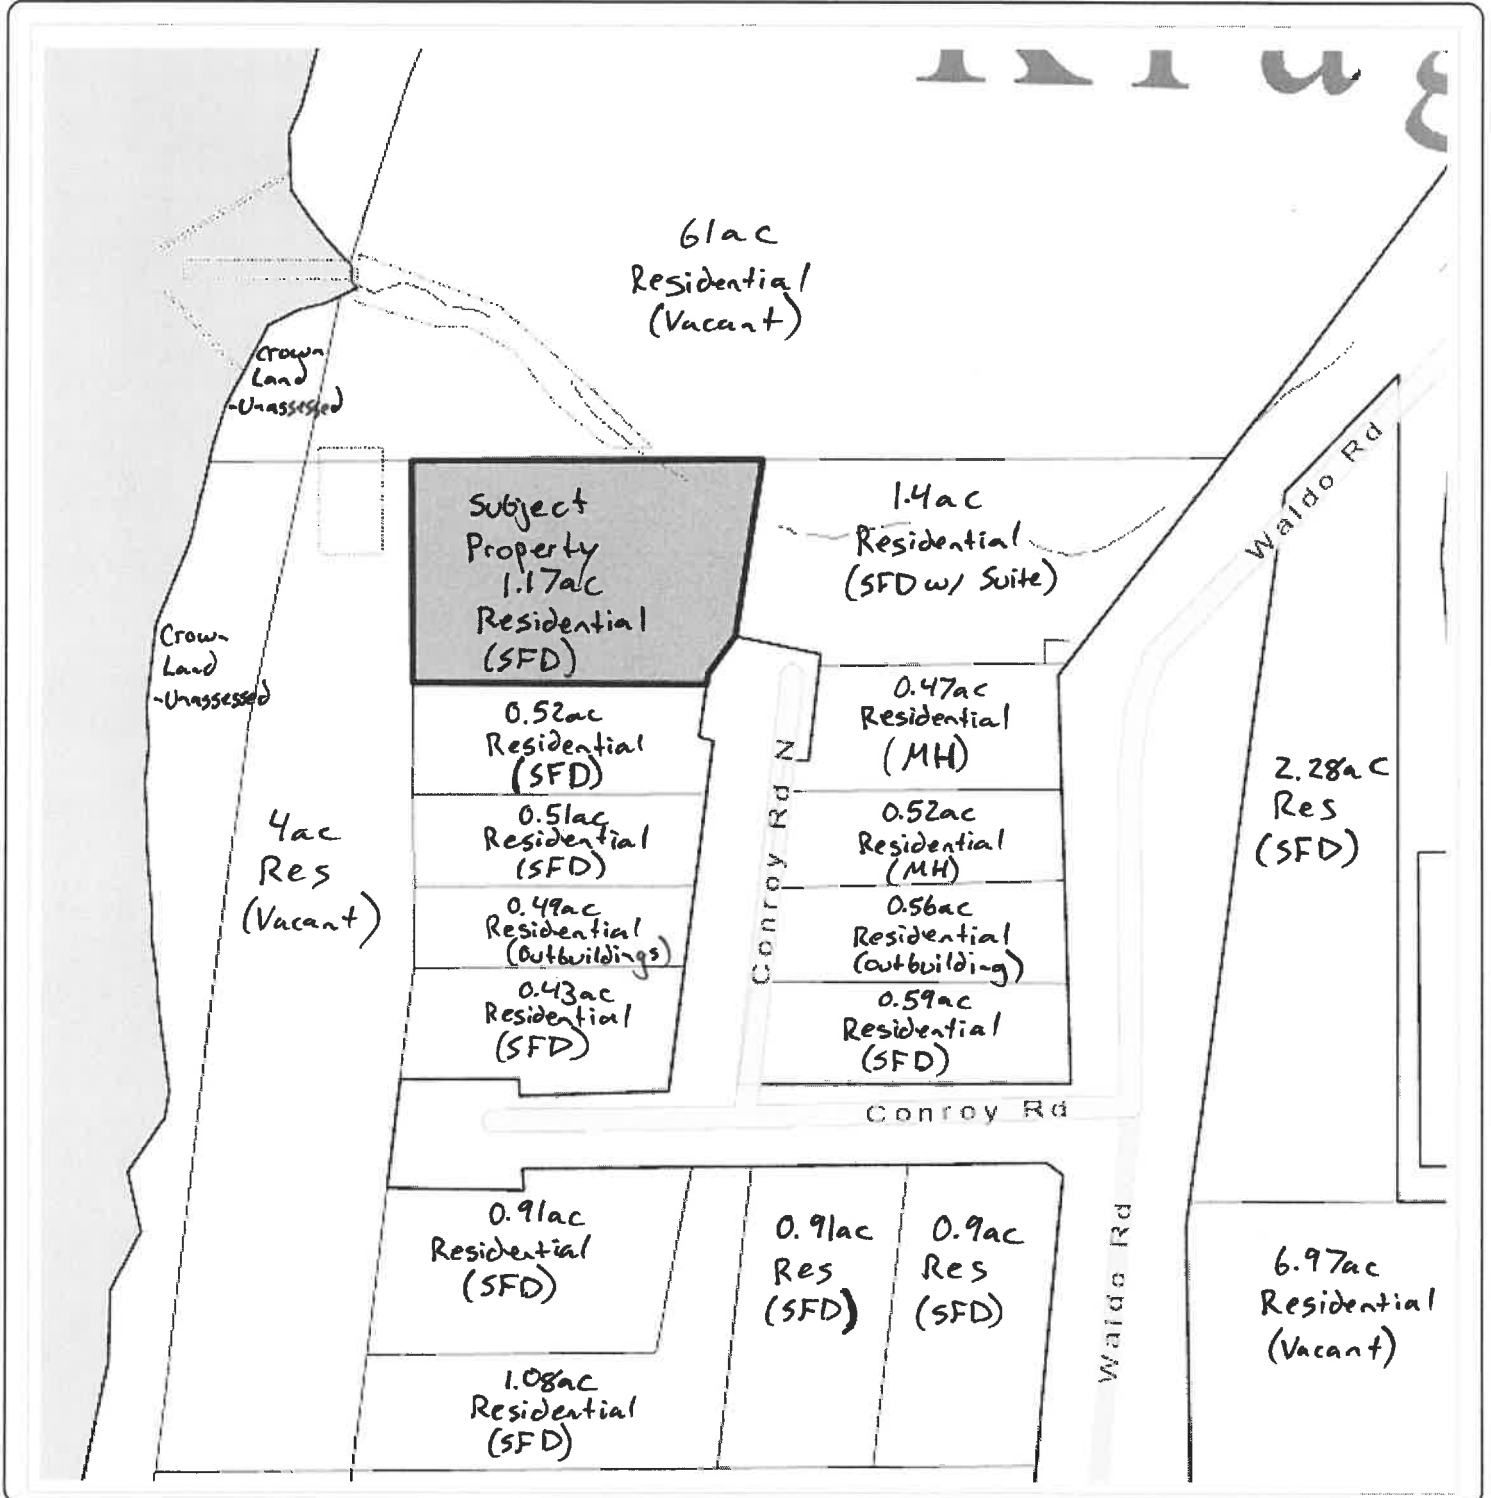 61ac
Residential
(Vacant)
Crown
Land
-Unassessed
Subject
Property
1.17ac
Residential
(SFD)
1.4ac
Residential
(SFD w/ Suite)
Waldo Rd
Crown
Land
-Unassessed
0.52ac
Residential
(SFD)
0.47ac
Residential
(MH)
2.28ac
Res
(SFD)
4ac
Res
(Vacant)
0.51ac
Residential
(SFD)
Conroy Rd N
0.52ac
Residential
(MH)
0.49ac
Residential
(Outbuildings)
0.56ac
Residential
(outbuilding)
0.43ac
Residential
(SFD)
0.59ac
Residential
(SFD)
Conroy Rd
0.91ac
Residential
(SFD)
0.91ac
Res
(SFD)
0.9ac
Res
(SFD)
Waldo Rd
6.97ac
Residential
(Vacant)
1.08ac
Residential
(SFD)